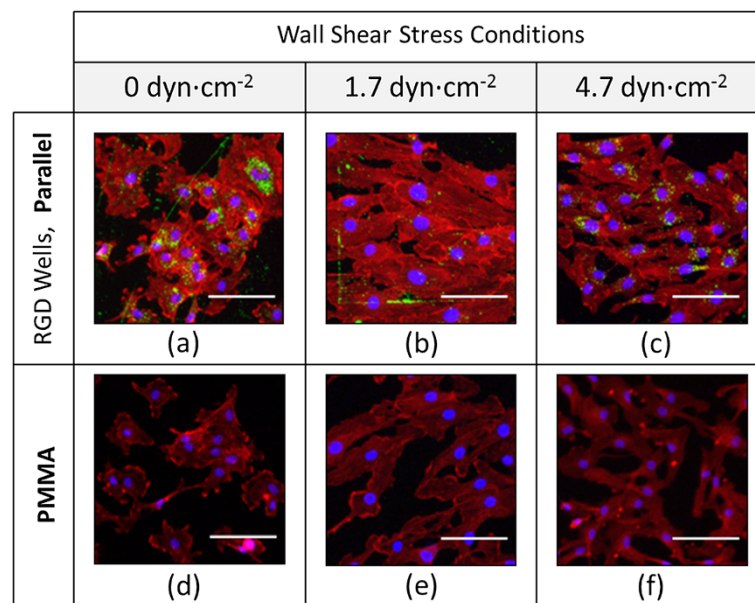 Wall Shear Stress Conditions
0 dyn·cm⁻² 1.7 dyn·cm⁻² 4.7 dyn·cm⁻²
RGD Wells, Parallel
(a) (b) (c)
PMMA
(d) (e) (f)